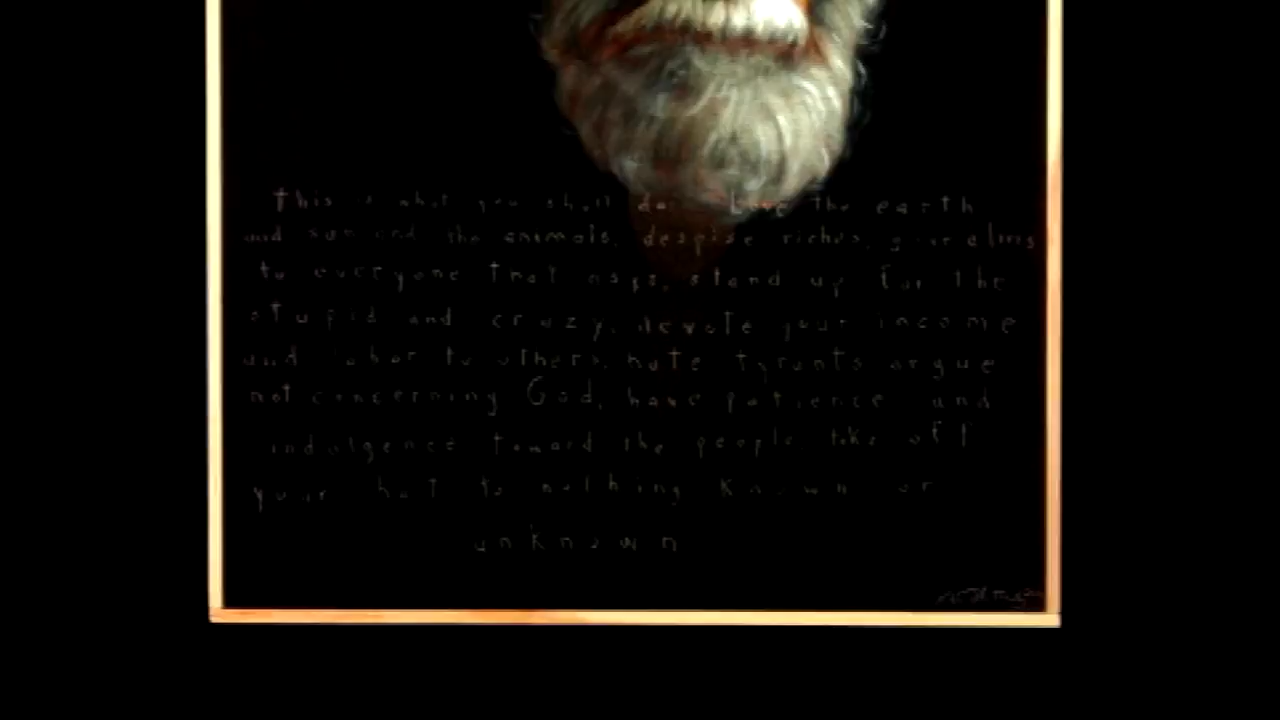 This is what you shall do: Love the earth
and sun and the animals, despise riches, give alms
to everyone that asks, stand up for the
stupid and crazy, devote your income
and labor to others, hate tyrants argue
not concerning God, have patience and
indulgence toward the people, take off
your hat to nothing known or
unknown